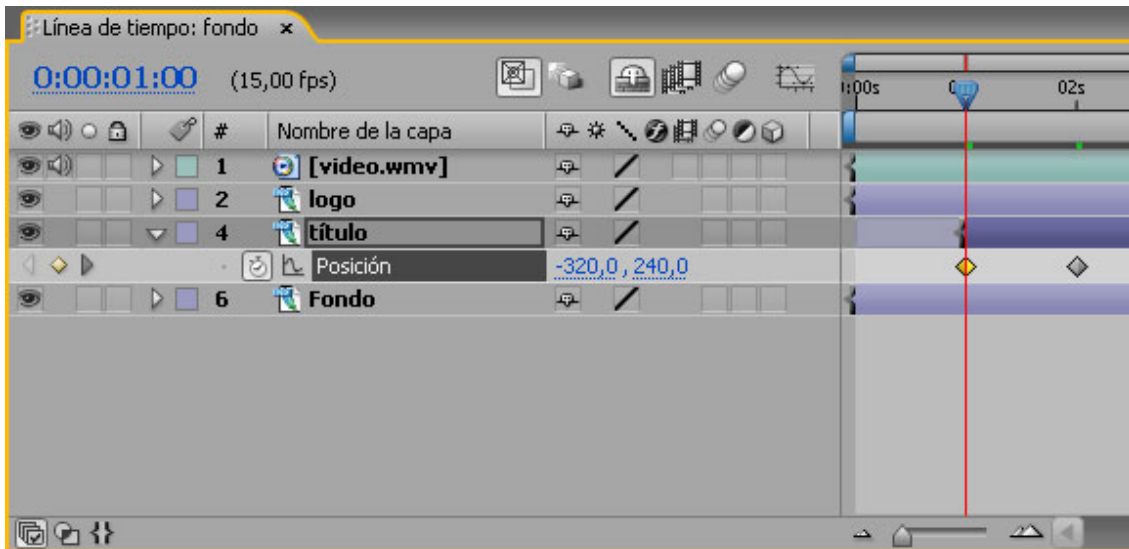 Línea de tiempo: fondo x
0:00:01:00 (15,00 fps)
:00s 02s
# Nombre de la capa
1 [video.wmv]
2 logo
4 título
Posición -320,0 , 240,0
6 Fondo